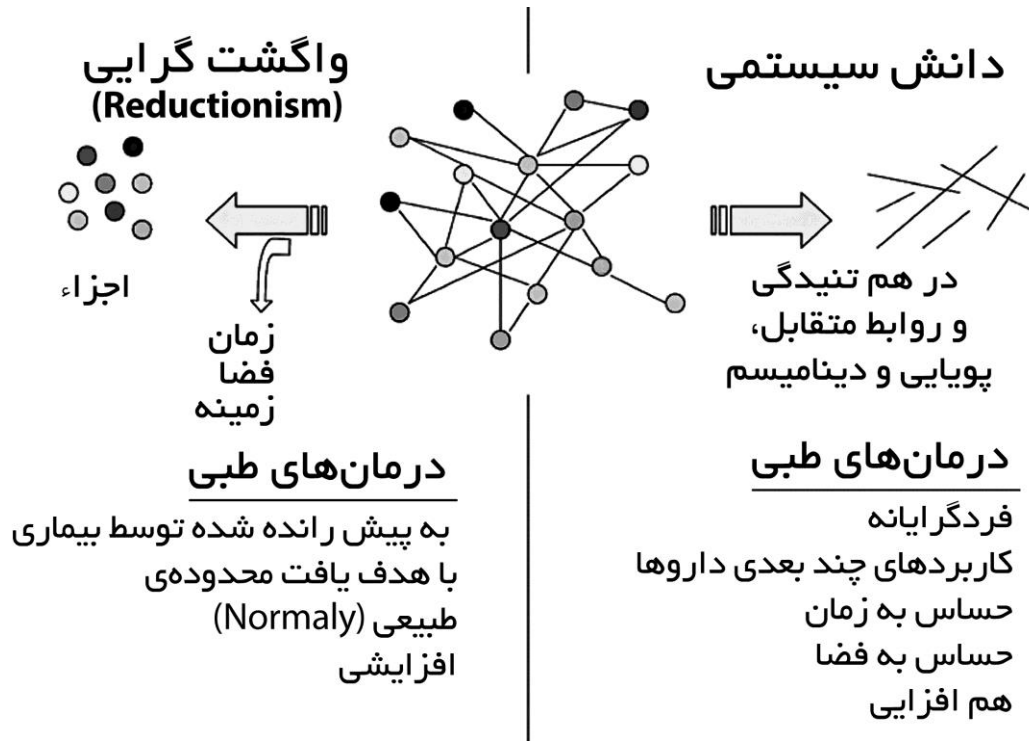 دانش سیستمی
در هم تنیدگی
و روابط متقابل،
پویایی و دینامیسم
درمان‌های طبی
فردگرایانه
کاربردهای چند بعدی داروها
حساس به زمان
حساس به فضا
هم افزایی
واگشت گرایی
(Reductionism)
اجزاء
زمان
فضا
زمینه
درمان‌های طبی
به پیش رانده شده توسط بیماری
با هدف یافت محدوده‌ی
طبیعی (Normaly)
افزایشی